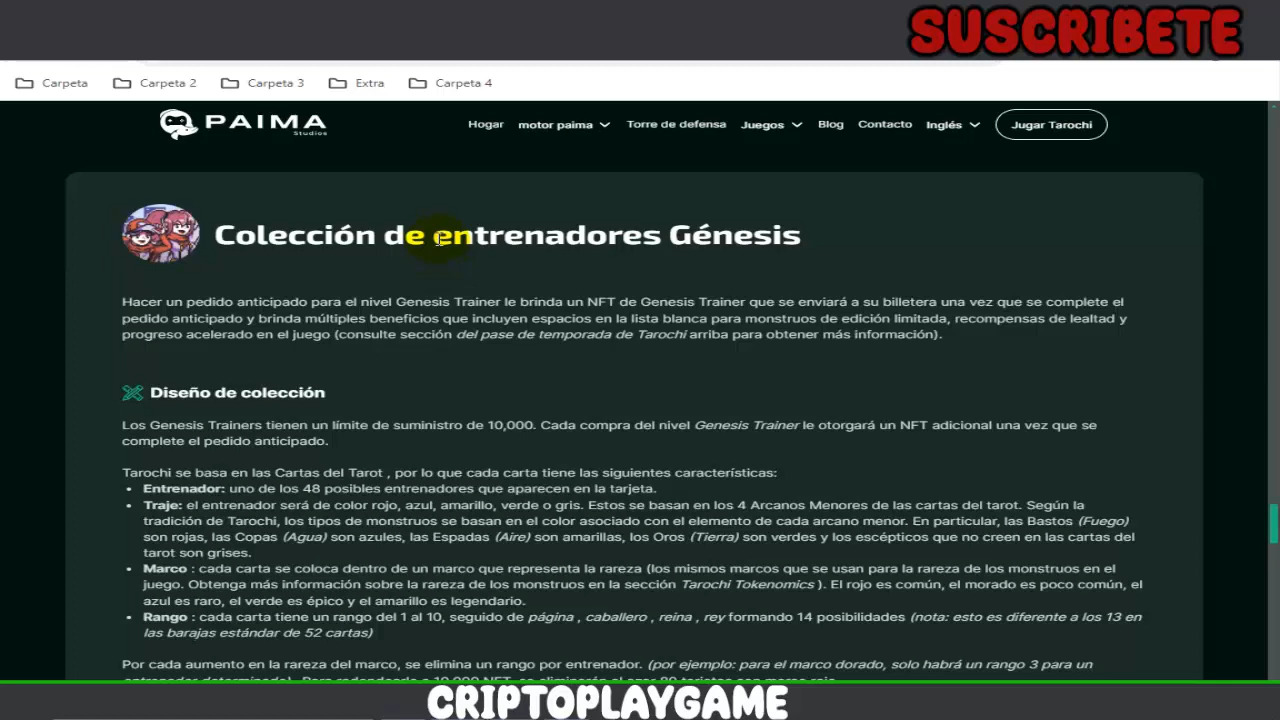 SUSCRIBETE
Carpeta Carpeta 2 Carpeta 3 Extra Carpeta 4
PAIMA
Studios
Hogar motor paima Torre de defensa Juegos Blog Contacto Inglés Jugar Tarochi
Colección de entrenadores Génesis
Hacer un pedido anticipado para el nivel Genesis Trainer le brinda un NFT de Genesis Trainer que se enviará a su billetera una vez que se complete el
pedido anticipado y brinda múltiples beneficios que incluyen espacios en la lista blanca para monstruos de edición limitada, recompensas de lealtad y
progreso acelerado en el juego (consulte sección del pase de temporada de Tarochi arriba para obtener más información).
Diseño de colección
Los Genesis Trainers tienen un límite de suministro de 10,000. Cada compra del nivel Genesis Trainer le otorgará un NFT adicional una vez que se
complete el pedido anticipado.
Tarochi se basa en las Cartas del Tarot , por lo que cada carta tiene las siguientes características:
• Entrenador: uno de los 48 posibles entrenadores que aparecen en la tarjeta.
• Traje: el entrenador será de color rojo, azul, amarillo, verde o gris. Estos se basan en los 4 Arcanos Menores de las cartas del tarot. Según la
tradición de Tarochi, los tipos de monstruos se basan en el color asociado con el elemento de cada arcano menor. En particular, las Bastos (Fuego)
son rojas, las Copas (Agua) son azules, las Espadas (Aire) son amarillas, los Oros (Tierra) son verdes y los escépticos que no creen en las cartas del
tarot son grises.
• Marco : cada carta se coloca dentro de un marco que representa la rareza (los mismos marcos que se usan para la rareza de los monstruos en el
juego. Obtenga más información sobre la rareza de los monstruos en la sección Tarochi Tokenomics ). El rojo es común, el morado es poco común, el
azul es raro, el verde es épico y el amarillo es legendario.
• Rango : cada carta tiene un rango del 1 al 10, seguido de página , caballero , reina , rey formando 14 posibilidades (nota: esto es diferente a los 13 en
las barajas estándar de 52 cartas)
Por cada aumento en la rareza del marco, se elimina un rango por entrenador. (por ejemplo: para el marco dorado, solo habrá un rango 3 para un
CRIPTOPLAYGAME